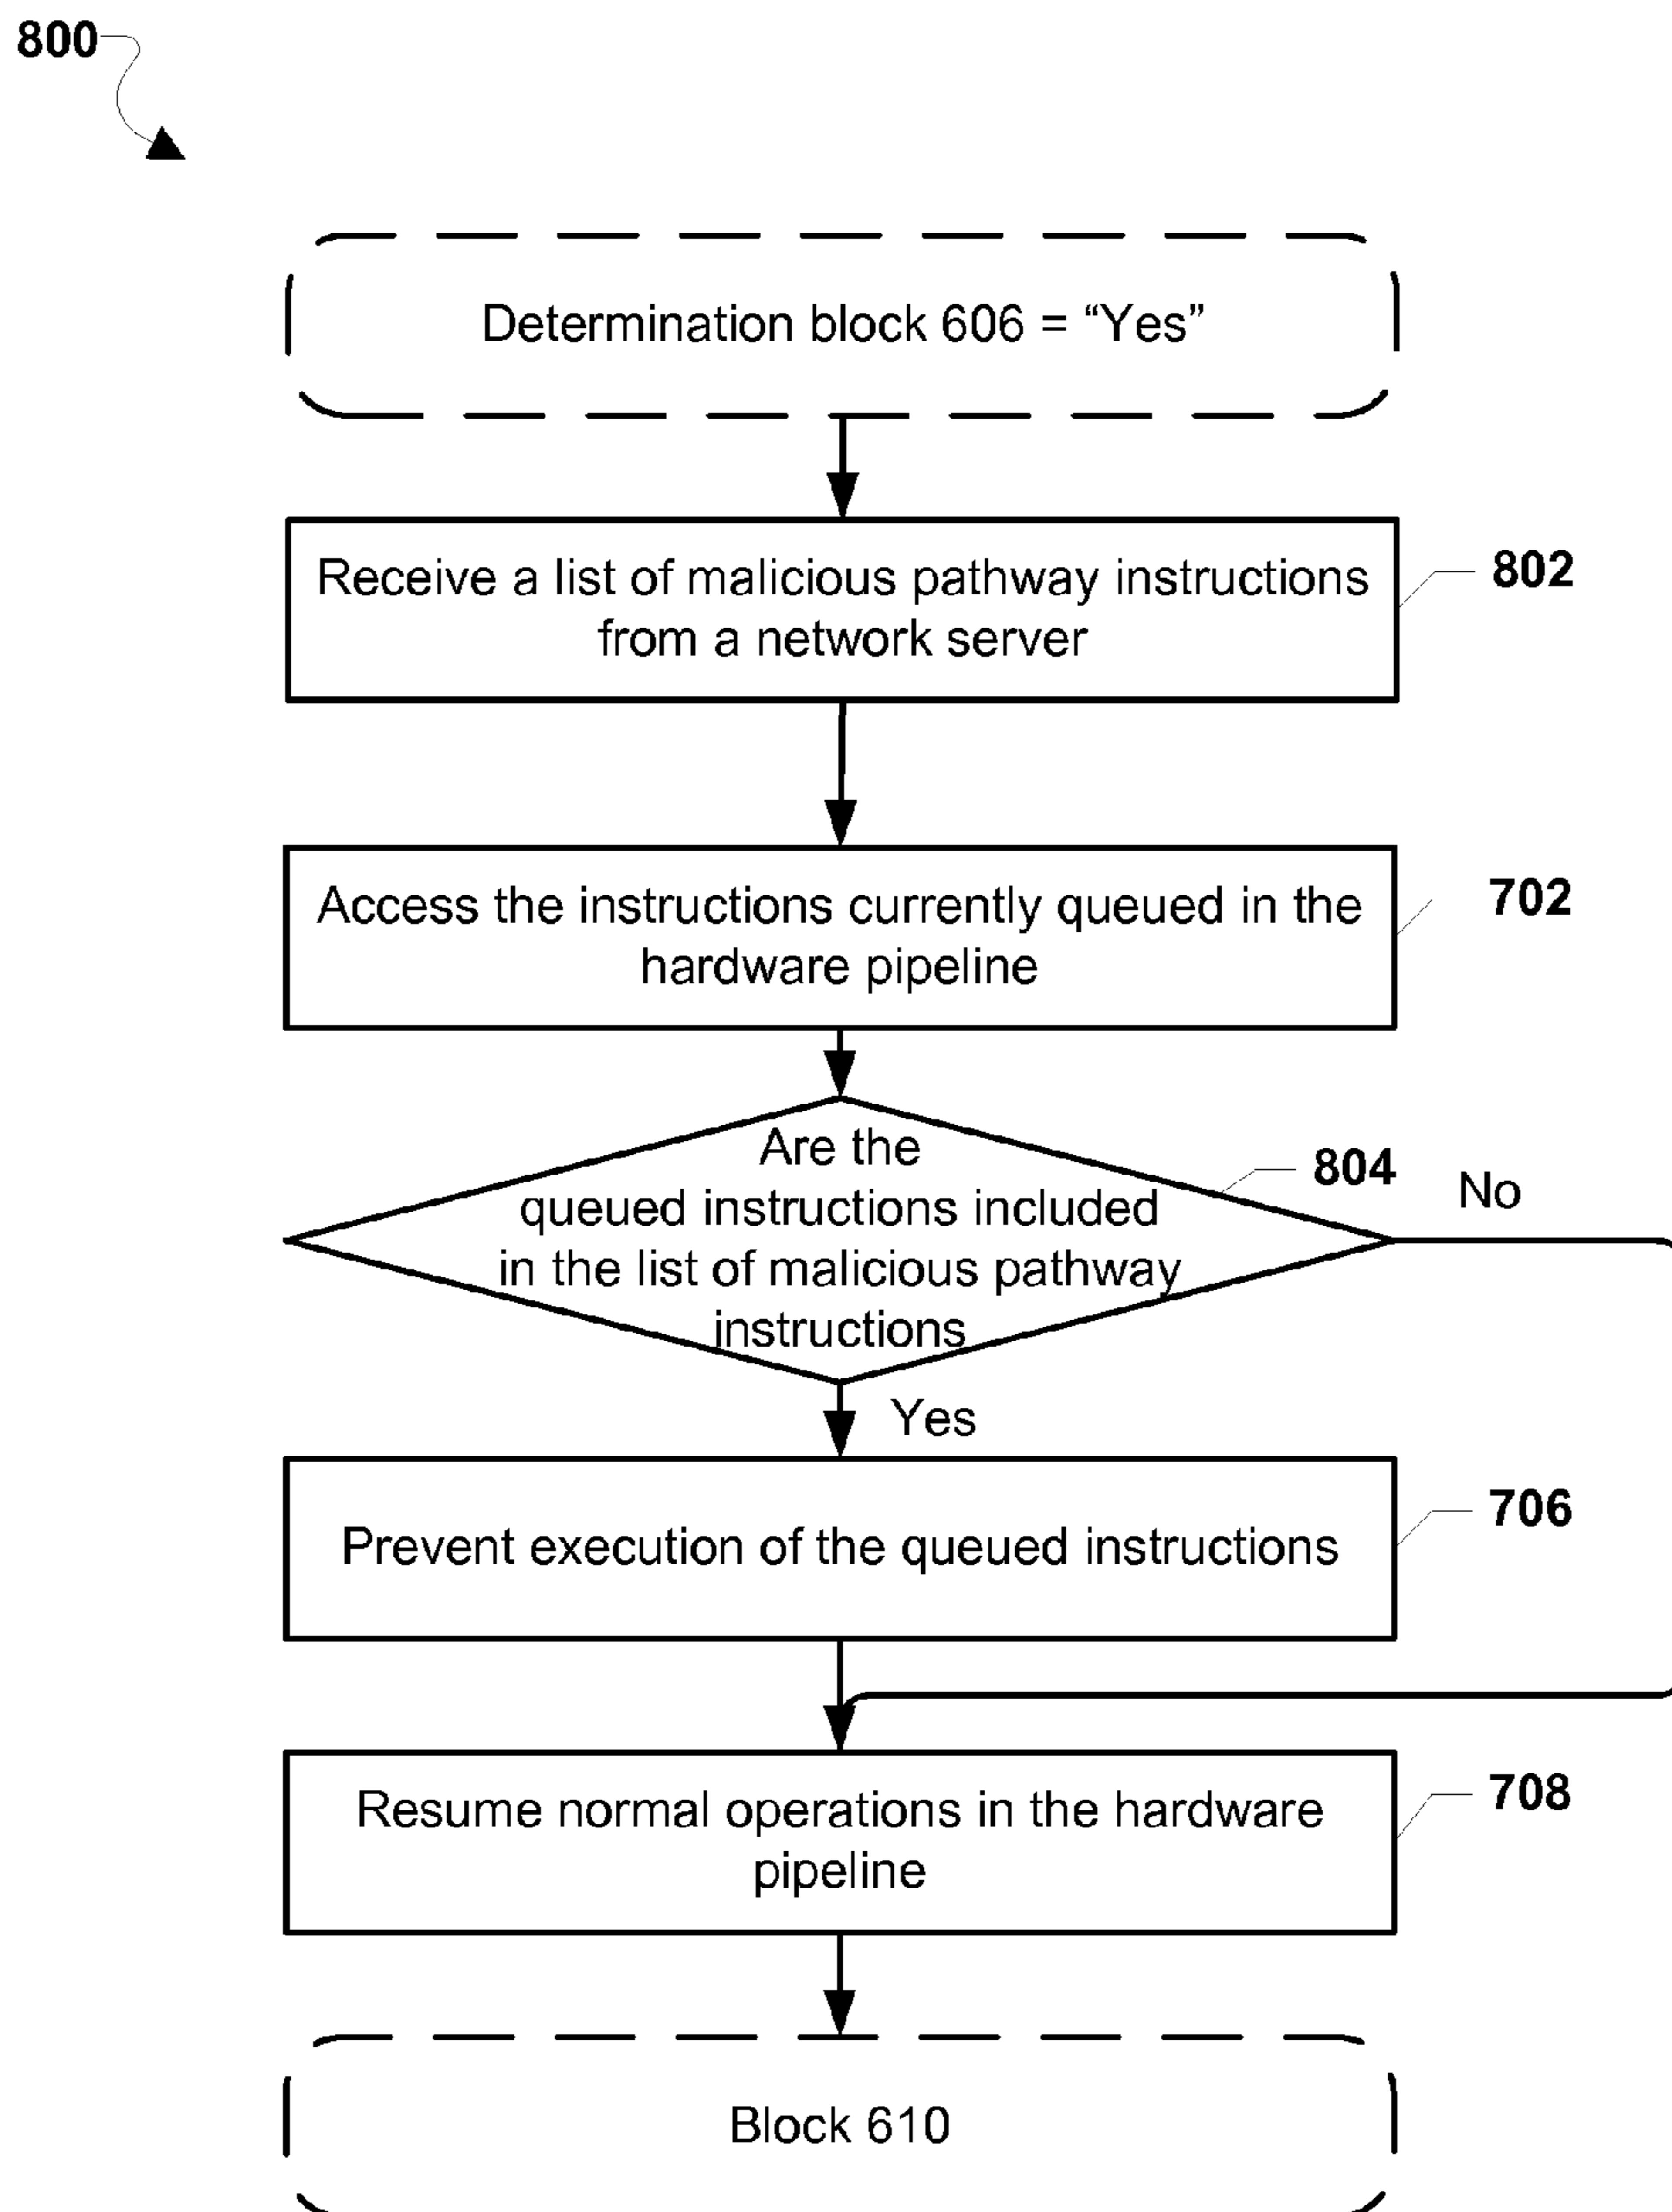 800
Determination block 606 = “Yes”
Receive a list of malicious pathway instructions
from a network server
802
Access the instructions currently queued in the
hardware pipeline
702
Are the
queued instructions included
in the list of malicious pathway
instructions
804
No
Yes
Prevent execution of the queued instructions
706
Resume normal operations in the hardware
pipeline
708
Block 610